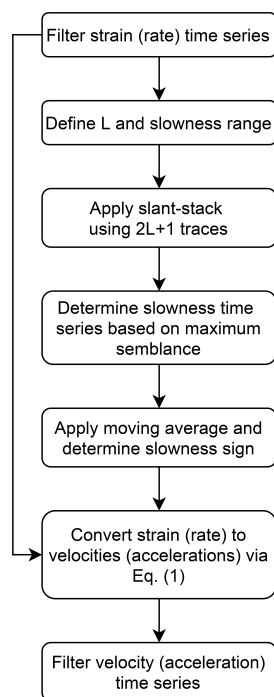 Filter strain (rate) time series
Define L and slowness range
Apply slant-stack
using 2L+1 traces
Determine slowness time
series based on maximum
semblance
Apply moving average and
determine slowness sign
Convert strain (rate) to
velocities (accelerations) via
Eq. (1)
Filter velocity (acceleration)
time series